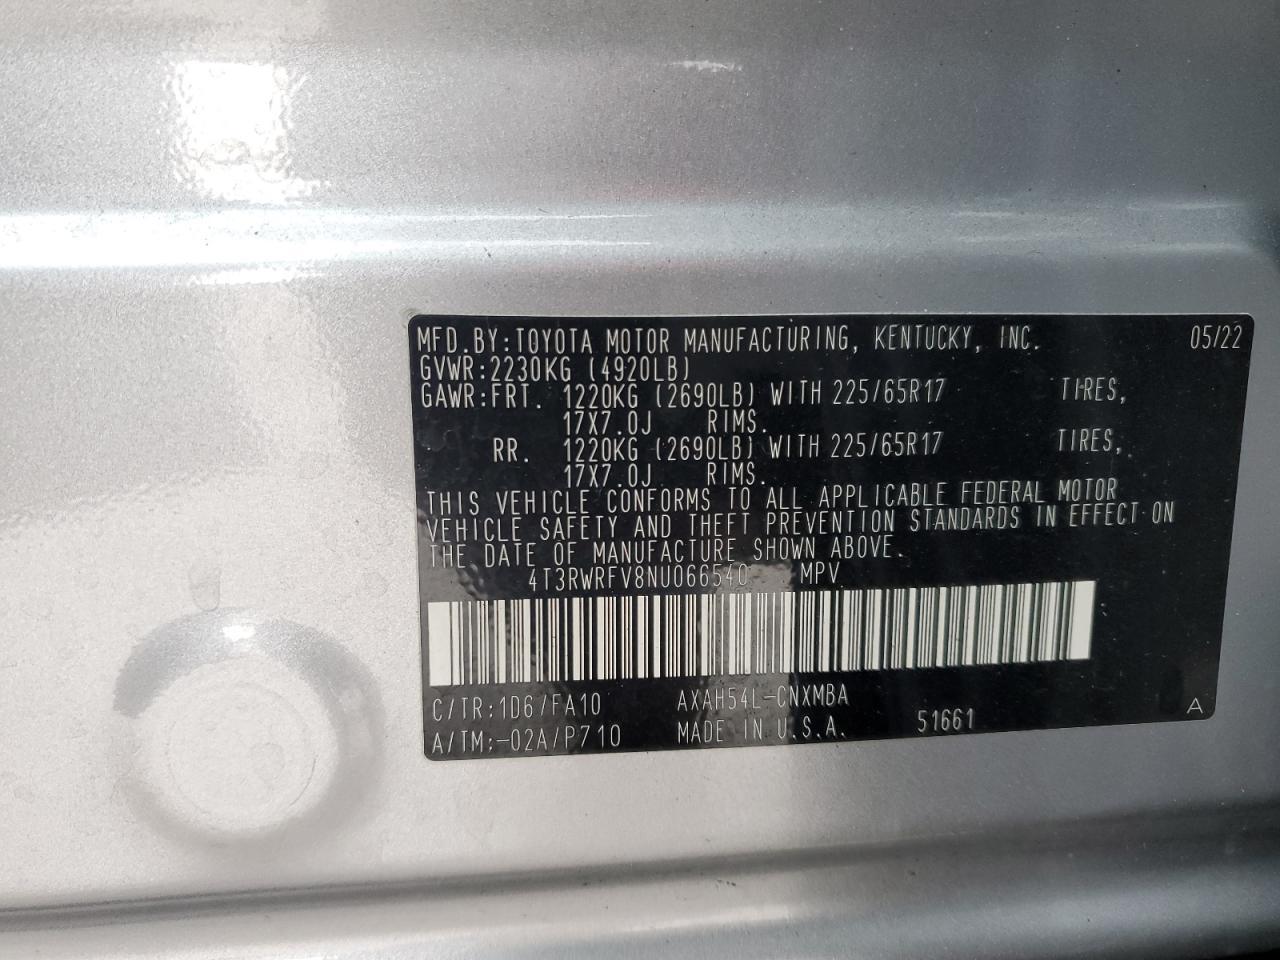 MFD.BY:TOYOTA MOTOR MANUFACTURING, KENTUCKY, INC. 05/22
GVWR:2230KG (4920LB)
GAWR:FRT. 1220KG (2690LB) WITH 225/65R17 TIRES,
17X7.0J RIMS.
RR. 1220KG (2690LB) WITH 225/65R17 TIRES,
17X7.0J RIMS.
THIS VEHICLE CONFORMS TO ALL APPLICABLE FEDERAL MOTOR
VEHICLE SAFETY AND THEFT PREVENTION STANDARDS IN EFFECT ON
THE DATE OF MANUFACTURE SHOWN ABOVE.
4T3RWRFV8NU066540 MPV
C/TR:1D6/FA10 AXAH54L-CNXMBA
A/TM:-02A/P710 MADE IN U.S.A. 51661 A